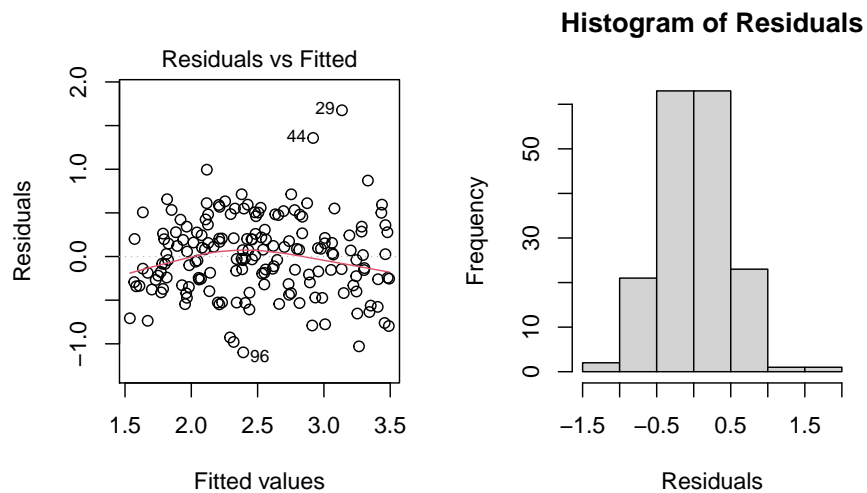 Residuals vs Fitted
Residuals
2.0
1.0
0.0
−1.0
29
44
96
1.5 2.0 2.5 3.0 3.5
Fitted values
Histogram of Residuals
Frequency
50
30
10
0
−1.5 −0.5 0.5 1.5
Residuals